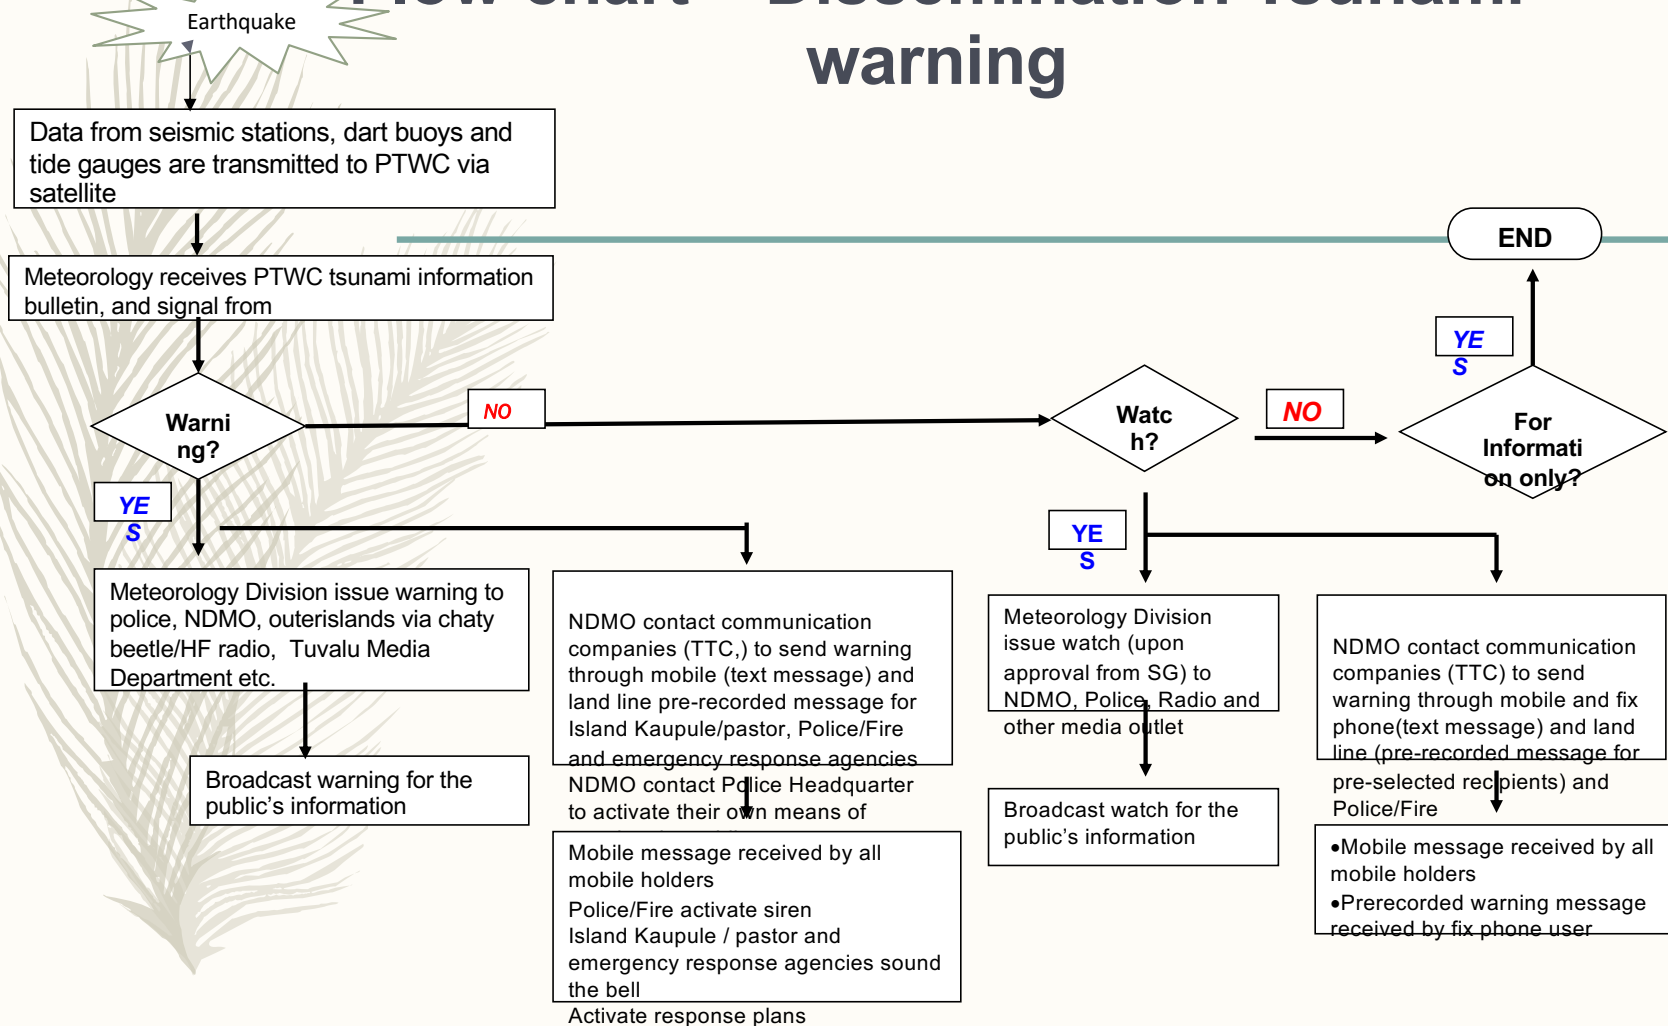 Flow chart – Dissemination Tsunami
warning
Earthquake
Data from seismic stations, dart buoys and
tide gauges are transmitted to PTWC via
satellite
Meteorology receives PTWC tsunami information
bulletin, and signal from
Warni
ng?
NO
Watc
h?
NO
For
Informati
on only?
YE
S
END
YE
S
Meteorology Division issue warning to
police, NDMO, outerislands via chaty
beetle/HF radio, Tuvalu Media
Department etc.
Broadcast warning for the
public's information
NDMO contact communication
companies (TTC,) to send warning
through mobile (text message) and
land line pre-recorded message for
Island Kaupule/pastor, Police/Fire
and emergency response agencies
NDMO contact Police Headquarter
to activate their own means of
Mobile message received by all
mobile holders
Police/Fire activate siren
Island Kaupule / pastor and
emergency response agencies sound
the bell
Activate response plans
YE
S
Meteorology Division
issue watch (upon
approval from SG) to
NDMO, Police, Radio and
other media outlet
Broadcast watch for the
public's information
NDMO contact communication
companies (TTC) to send
warning through mobile and fix
phone(text message) and land
line (pre-recorded message for
pre-selected recipients) and
Police/Fire
•Mobile message received by all
mobile holders
•Prerecorded warning message
received by fix phone user